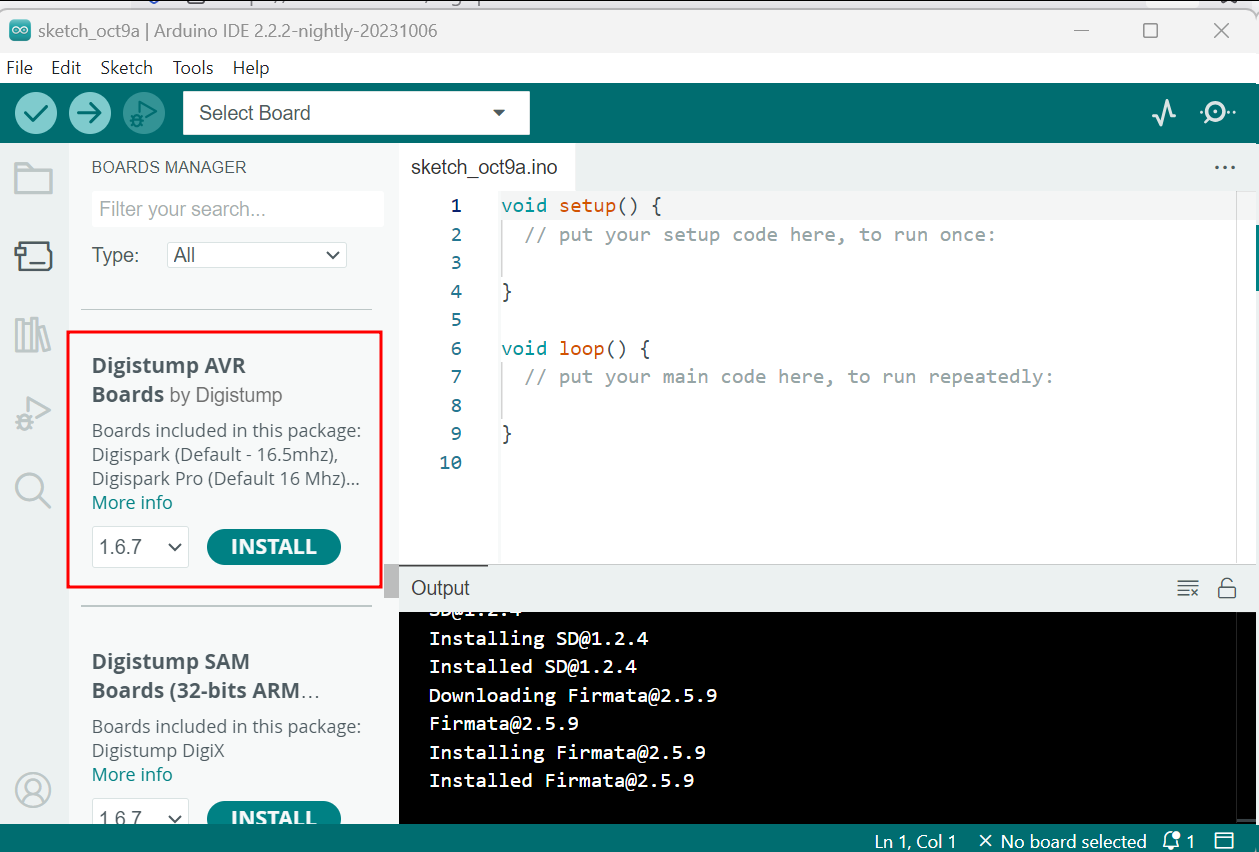 sketch_oct9a | Arduino IDE 2.2.2-nightly-20231006
File Edit Sketch Tools Help
Select Board
BOARDS MANAGER
Filter your search...
Type: All
Digistump AVR
Boards by Digistump
Boards included in this package:
Digispark (Default - 16.5mhz),
Digispark Pro (Default 16 Mhz)...
More info
1.6.7 INSTALL
Digistump SAM
Boards (32-bits ARM...
Boards included in this package:
Digistump DigiX
More info
1.6.7 INSTALL
sketch_oct9a.ino
1 void setup() {
2 // put your setup code here, to run once:
3
4 }
5
6 void loop() {
7 // put your main code here, to run repeatedly:
8
9 }
10
Output
SD@1.2.4
Installing SD@1.2.4
Installed SD@1.2.4
Downloading Firmata@2.5.9
Firmata@2.5.9
Installing Firmata@2.5.9
Installed Firmata@2.5.9
Ln 1, Col 1 × No board selected 1